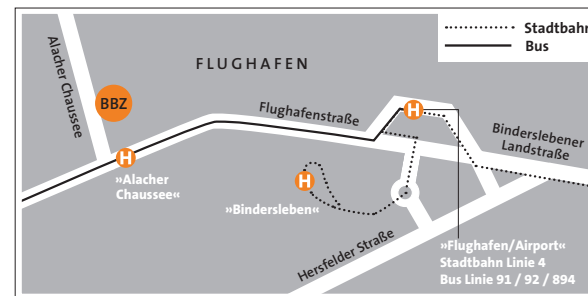 Stadtbahn
Bus
FLUGHAFEN
Alacher Chaussee
BBZ
Flughafenstraße
Binderslebener
Landstraße
H
H
H
»Alacher
Chaussee«
»Bindersleben«
Hersfelder Straße
»Flughafen/Airport«
Stadtbahn Linie 4
Bus Linie 91 / 92 / 894